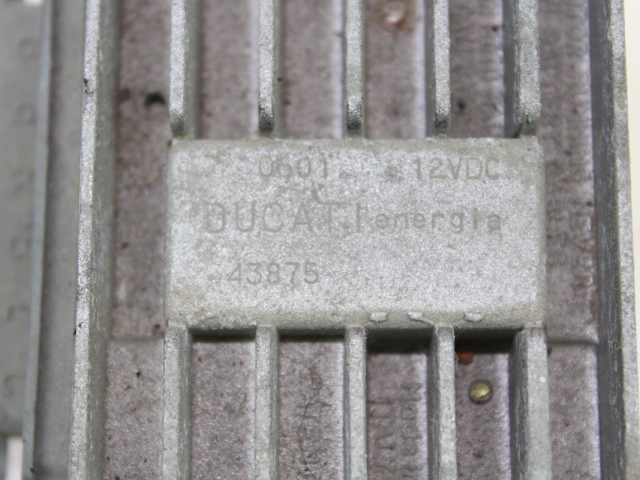 0601 12VDC
DUCATI energia
43875